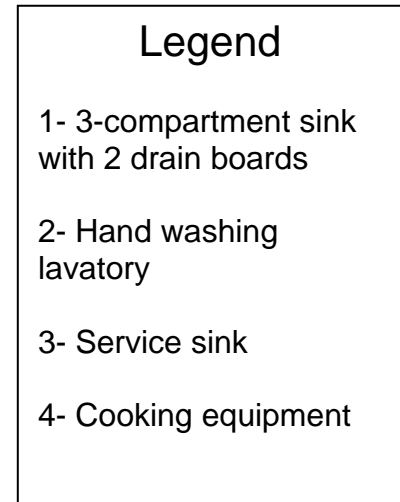 Legend
1- 3-compartment sink
with 2 drain boards
2- Hand washing
lavatory
3- Service sink
4- Cooking equipment